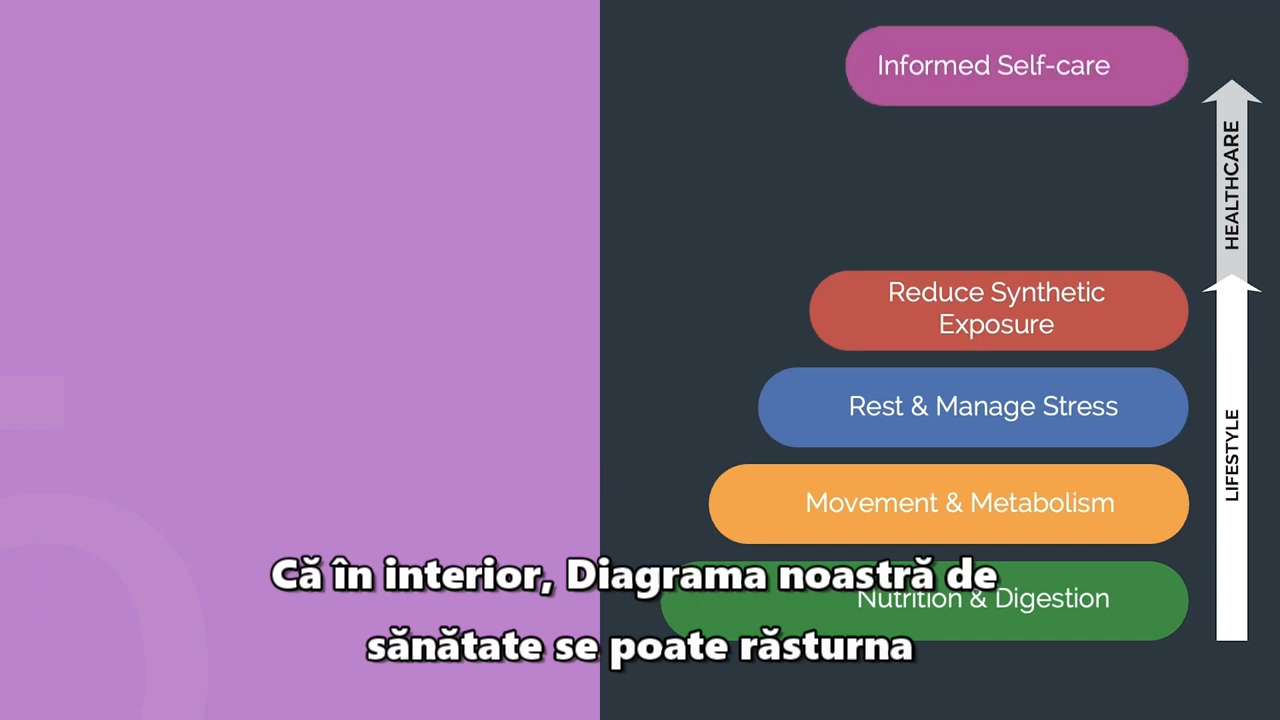 Informed Self-care
HEALTHCARE
Reduce Synthetic
Exposure
Rest & Manage Stress
LIFESTYLE
Movement & Metabolism
Nutrition & Digestion
Că în interior, Diagrama noastră de
sănătate se poate răsturna